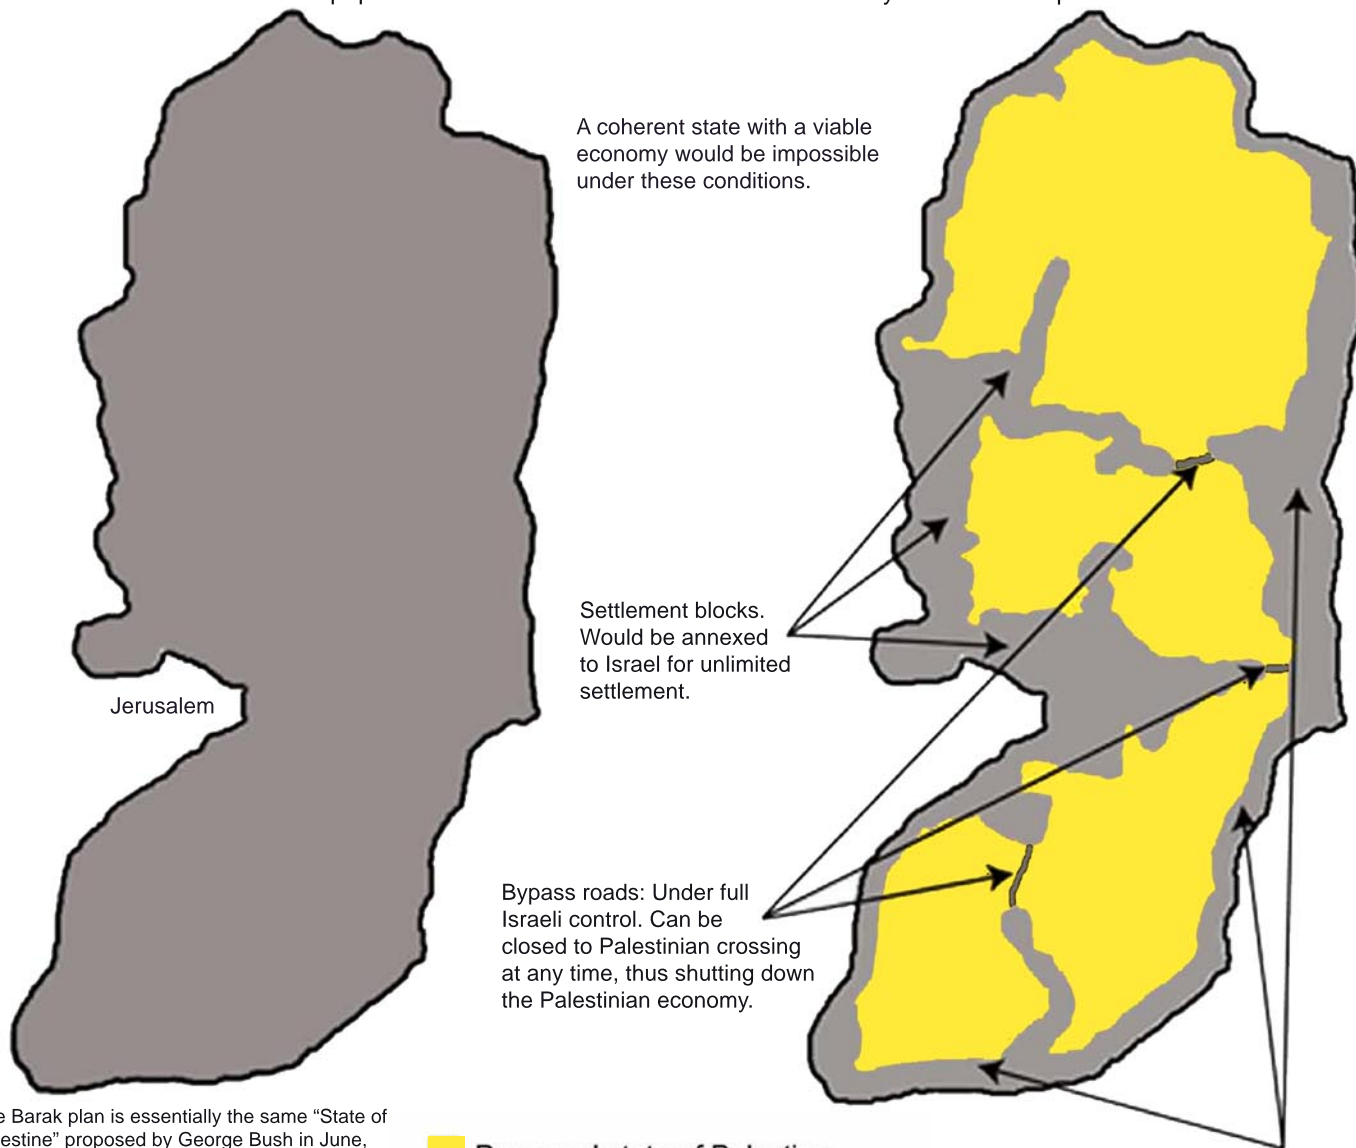 A coherent state with a viable
economy would be impossible
under these conditions.
Settlement blocks.
Would be annexed
to Israel for unlimited
settlement.
Jerusalem
Bypass roads: Under full
Israeli control. Can be
closed to Palestinian crossing
at any time, thus shutting down
the Palestinian economy.
Barak plan is essentially the same “State of
proposed by George Bush in June,